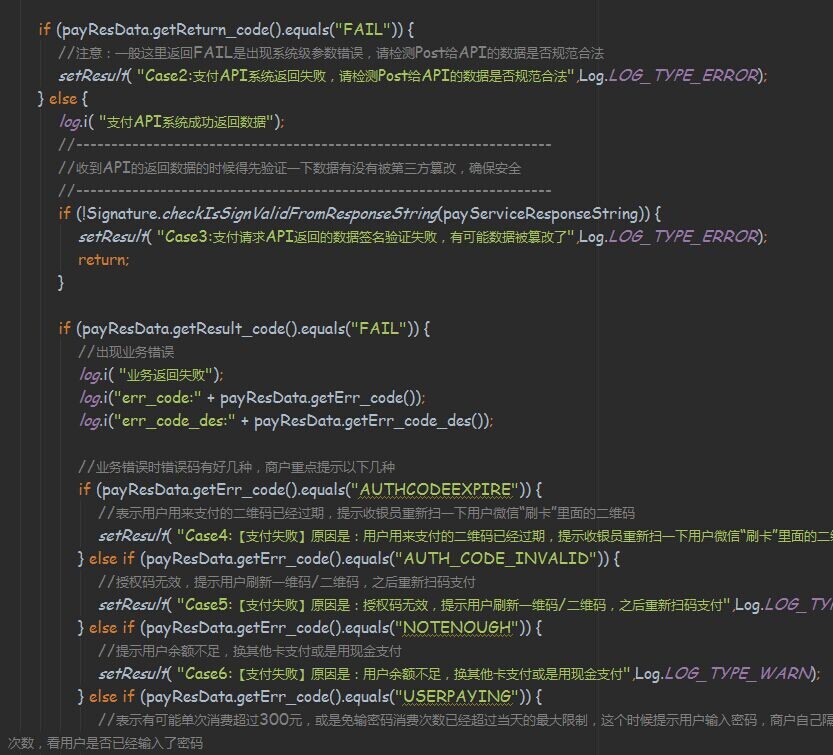 if (payResData.getReturn_code().equals("FAIL")) {
//注意：一般这里返回FAIL是出现系统级参数错误，请检测Post给API的数据是否规范合法
setResult( "Case2:支付API系统返回失败，请检测Post给API的数据是否规范合法",Log.LOG_TYPE_ERROR);
} else {
log.i( "支付API系统成功返回数据");
//--------------------------------------------------------------------
//收到API的返回数据的时候得先验证一下数据有没有被第三方篡改，确保安全
//--------------------------------------------------------------------
if (!Signature.checkIsSignValidFromResponseString(payServiceResponseString)) {
setResult( "Case3:支付请求API返回的数据签名验证失败，有可能数据被篡改了",Log.LOG_TYPE_ERROR);
return;
}
if (payResData.getResult_code().equals("FAIL")) {
//出现业务错误
log.i( "业务返回失败");
log.i("err_code:" + payResData.getErr_code());
log.i("err_code_des:" + payResData.getErr_code_des());
//业务错误时错误码有好几种，商户重点提示以下几种
if (payResData.getErr_code().equals("AUTHCODEEXPIRE")) {
//表示用户用来支付的二维码已经过期，提示收银员重新扫一下用户微信“刷卡”里面的二维码
setResult( "Case4:【支付失败】原因是：用户用来支付的二维码已经过期，提示收银员重新扫一下用户微信“刷卡”里面的二维
} else if (payResData.getErr_code().equals("AUTH_CODE_INVALID")) {
//授权码无效，提示用户刷新一维码/二维码，之后重新扫码支付
setResult( "Case5:【支付失败】原因是：授权码无效，提示用户刷新一维码/二维码，之后重新扫码支付",Log.LOG_TY
} else if (payResData.getErr_code().equals("NOTENOUGH")) {
//提示用户余额不足，换其他卡支付或是用现金支付
setResult( "Case6:【支付失败】原因是：用户余额不足，换其他卡支付或是用现金支付",Log.LOG_TYPE_WARN);
} else if (payResData.getErr_code().equals("USERPAYING")) {
//表示有可能单次消费超过300元，或是免输密码消费次数已经超过当天的最大限制，这个时候提示用户输入密码，商户自己隔
次数，看用户是否已经输入了密码